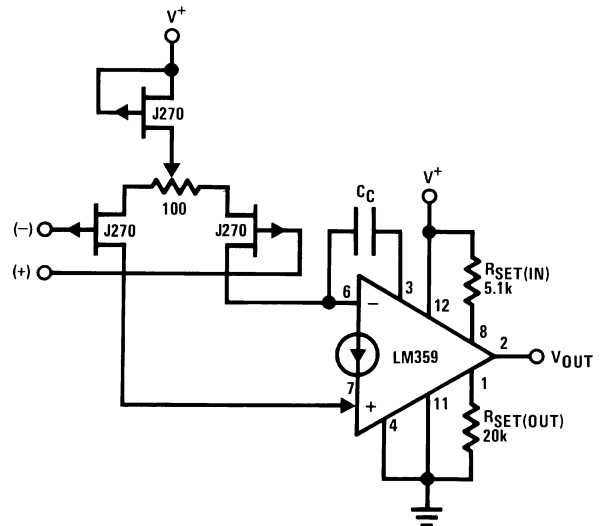 V+
J270
100
(−)
J270
J270
(+)
CC
V+
RSET(IN)
5.1k
3
6
−
12
8
2
VOUT
LM359
7
+
4
11
1
RSET(OUT)
20k